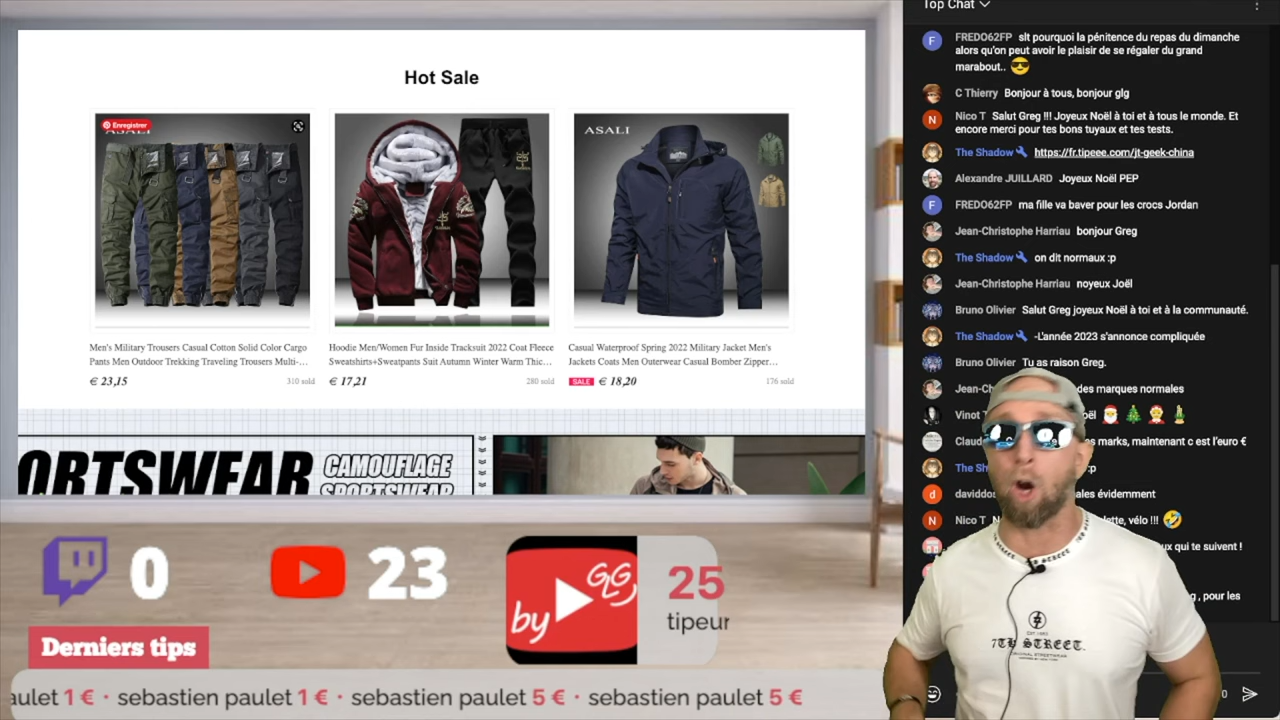 Hot Sale
Enregistrer
ASALI
Men's Military Trousers Casual Cotton Solid Color Cargo
Pants Men Outdoor Trekking Traveling Trousers Multi-...
€ 23,15
310 sold
Hoodie Men/Women Fur Inside Tracksuit 2022 Coat Fleece
Sweatshirts+Sweatpants Suit Autumn Winter Warm Thic...
€ 17,21
280 sold
ASALI
Casual Waterproof Spring 2022 Military Jacket Men's
Jackets Coats Men Outerwear Casual Bomber Zipper...
SALE € 18,20
176 sold
ORTSWEAR
CAMOUFLAGE
SPORTSWEAR
0
23
by GLG
25
tipeur
Derniers tips
aulet 1 € · sebastien paulet 1 € · sebastien paulet 5 € · sebastien paulet 5 €
Top Chat
FREDO62FP slt pourquoi la pénitence du repas du dimanche
alors qu'on peut avoir le plaisir de se régaler du grand
marabout.. 😎
C Thierry Bonjour à tous, bonjour glg
Nico T Salut Greg !!! Joyeux Noël à toi et à tous le monde. Et
encore merci pour tes bons tuyaux et tes tests.
The Shadow https://fr.tipeee.com/jt-geek-china
Alexandre JUILLARD Joyeux Noël PEP
FREDO62FP ma fille va baver pour les crocs Jordan
Jean-Christophe Harriau bonjour Greg
The Shadow on dit normaux :p
Jean-Christophe Harriau noyeux Joël
Bruno Olivier Salut Greg joyeux Noël à toi et à la communauté.
The Shadow -L'année 2023 s'annonce compliquée
Bruno Olivier Tu as raison Greg.
Jean-C des marques normales
Vinot
Claud es marks, maintenant c est l'euro €
The Sh :p
daviddo ales évidemment
Nico T N lette, vélo !!! 🤣
ux qui te suivent !
g , pour les
EST. 1983
7TH STREET.
0